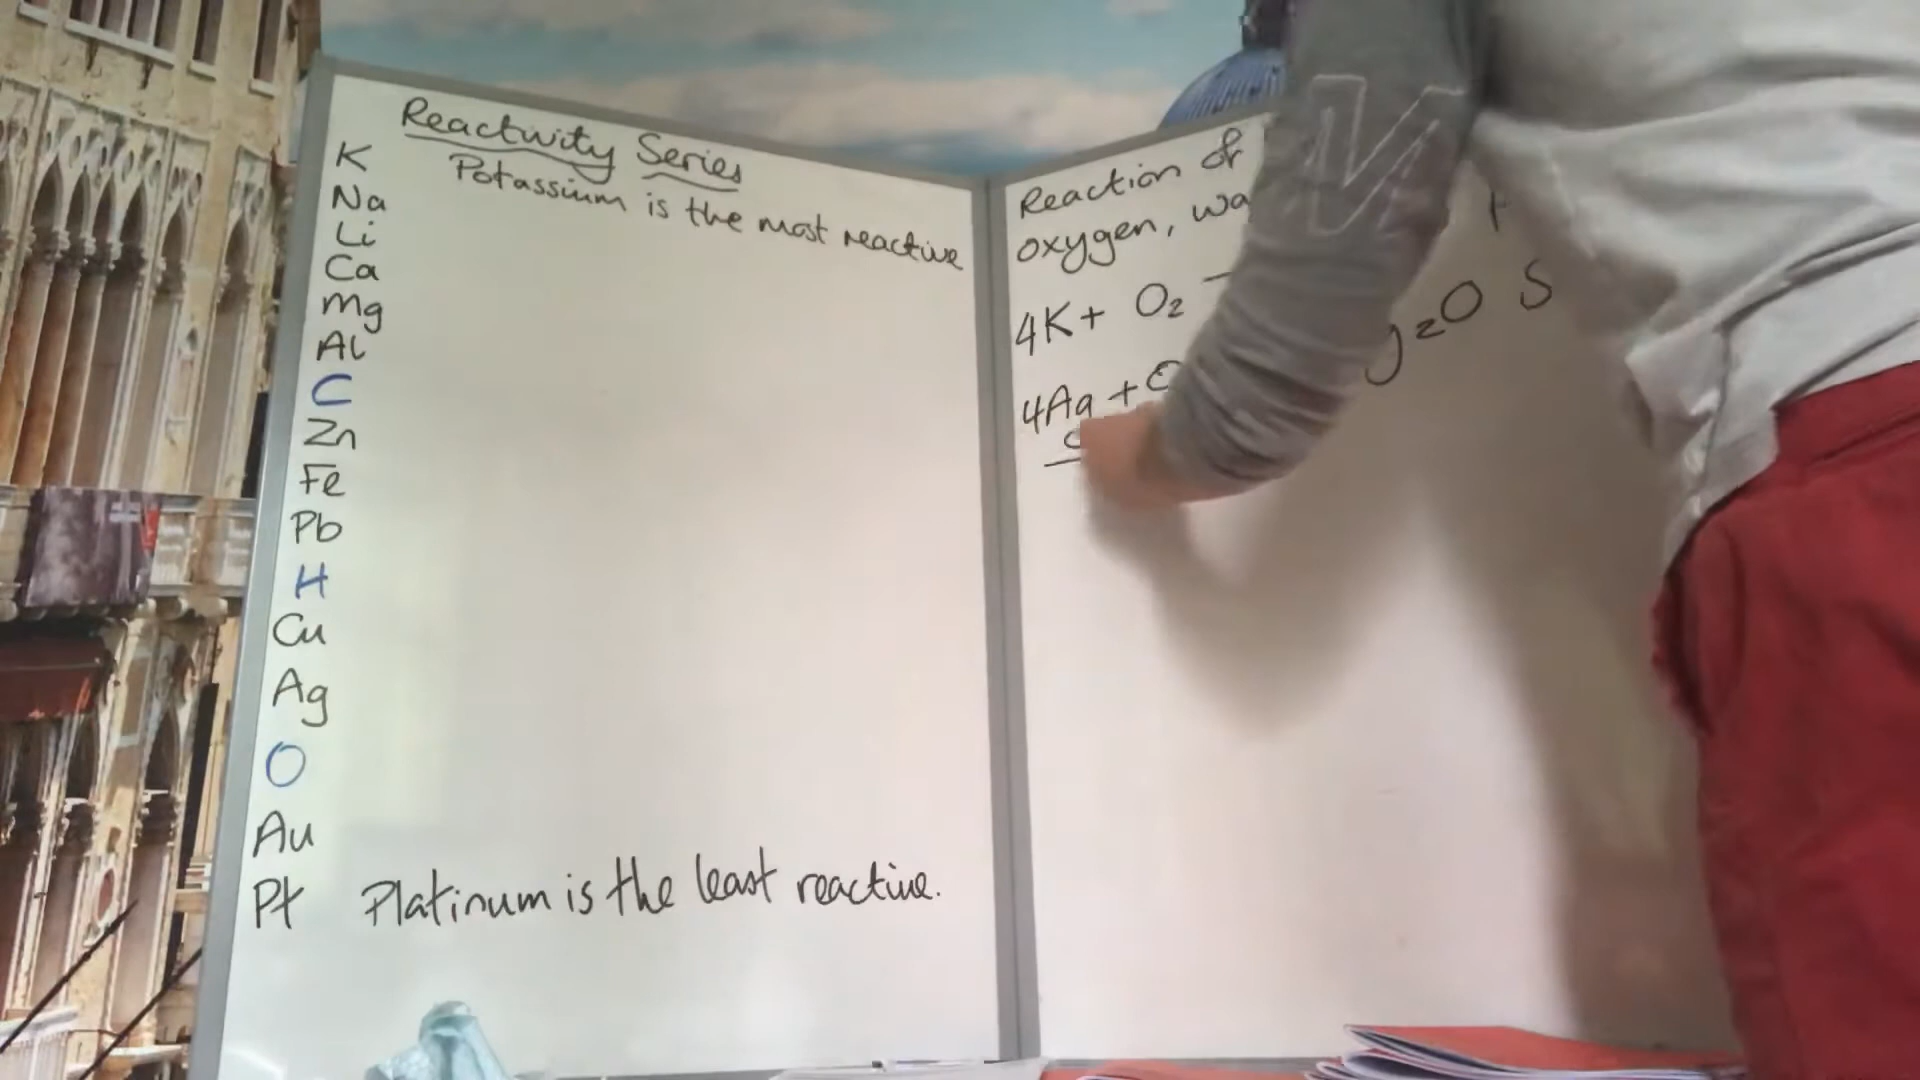 Reactivity Series
K
Potassium is the most reactive
Na
Li
Ca
Mg
Al
C
Zn
Fe
Pb
H
Cu
Ag
O
Au
Pt Platinum is the least reactive.
Reaction of
oxygen,
4K + O2
4Ag +